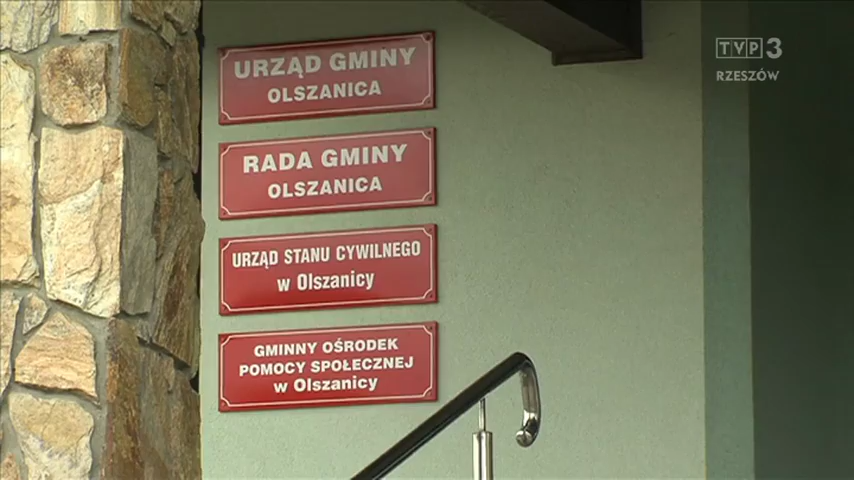 URZĄD GMINY
OLSZANICA
RADA GMINY
OLSZANICA
URZĄD STANU CYWILNEGO
w Olszanicy
GMINNY OŚRODEK
POMOCY SPOŁECZNEJ
w Olszanicy
TVP3
RZESZÓW